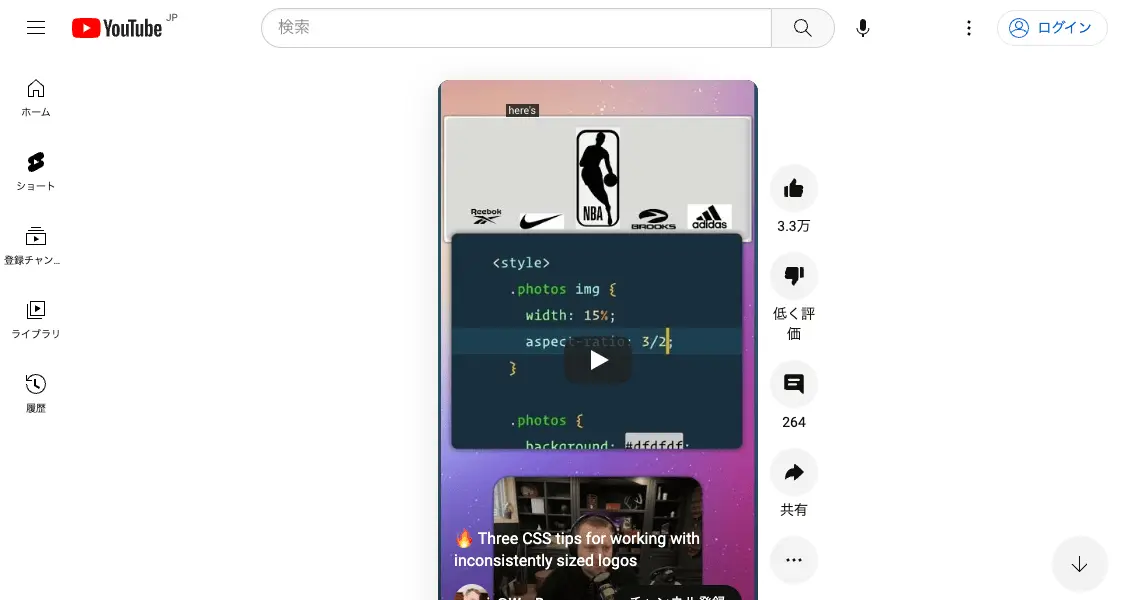 YouTube JP
検索
ログイン
ホーム
ショート
登録チャン...
ライブラリ
履歴
here's
NBA
Reebok
BROOKS
adidas
<style>
.photos img {
width: 15%;
aspect-ratio: 3/2;
}
.photos {
background: #dfdfdf;
🔥 Three CSS tips for working with
inconsistently sized logos
チャンネル登録
3.3万
低く評
価
264
共有